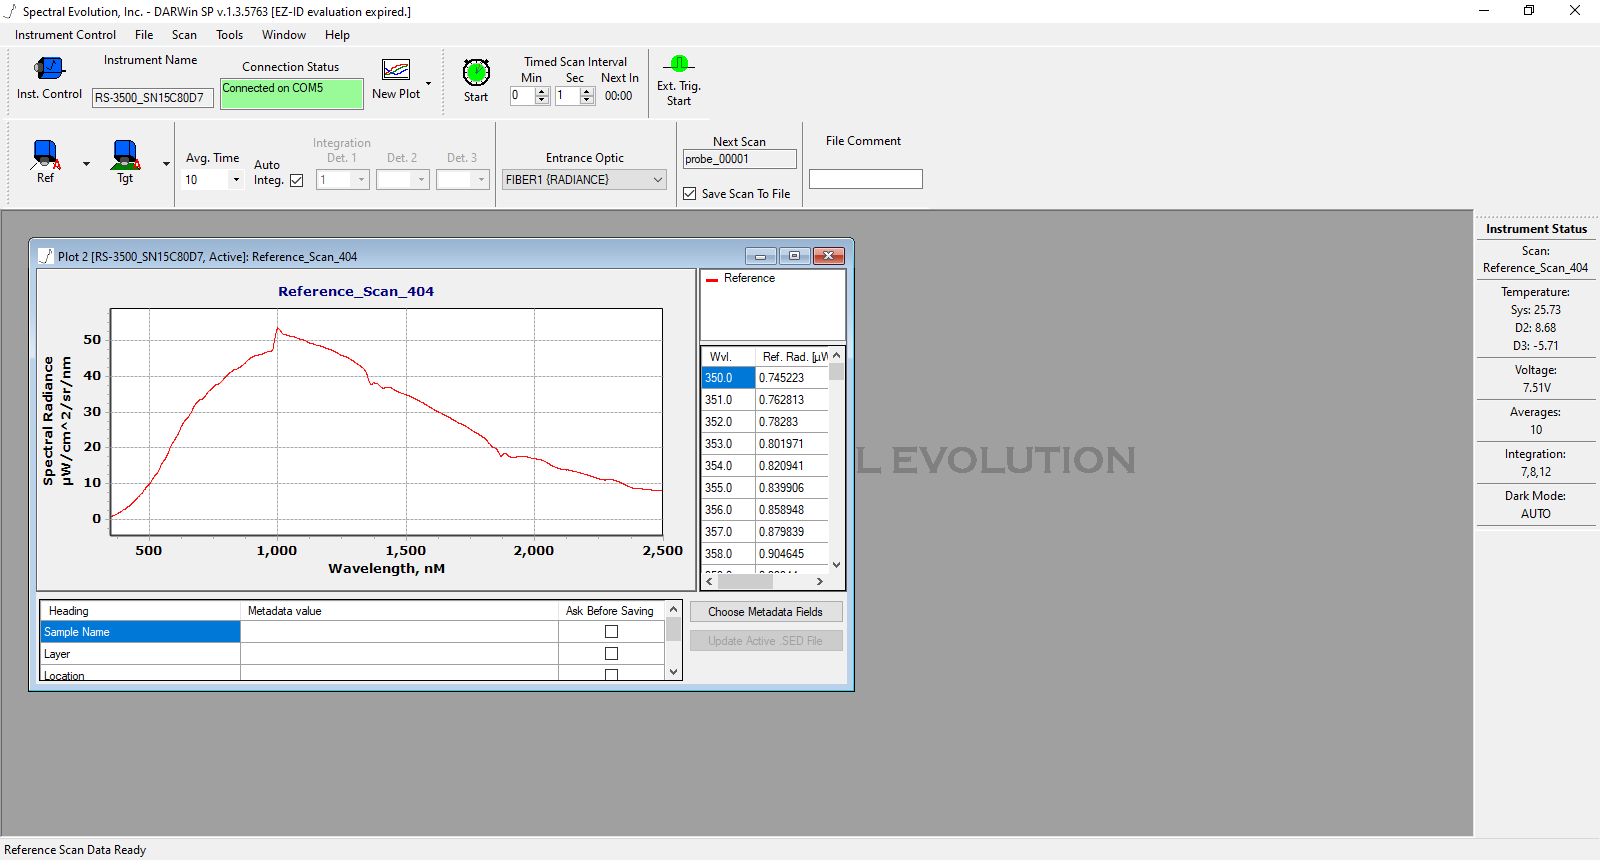 Spectral Evolution, Inc. - DARWin SP v.1.3.5763 [EZ-ID evaluation expired.]
Instrument Control File Scan Tools Window Help
Inst. Control
Instrument Name
RS-3500_SN15C80D7
Connection Status
Connected on COM5
New Plot
Start
Timed Scan Interval
Min Sec Next In
0 1 00:00
Ext. Trig.
Start
Ref
Tgt
Avg. Time
10
Auto
Integ.
Integration
Det. 1 Det. 2 Det. 3
1
Entrance Optic
FIBER1 {RADIANCE}
Next Scan
probe_00001
Save Scan To File
File Comment
Plot 2 [RS-3500_SN15C80D7, Active]: Reference_Scan_404
Reference_Scan_404
Spectral Radiance
µW/cm^2/sr/nm
50
40
30
20
10
0
500 1,000 1,500 2,000 2,500
Wavelength, nM
Reference
Wvl. Ref. Rad. [µW
350.0 0.745223
351.0 0.762813
352.0 0.78283
353.0 0.801971
354.0 0.820941
355.0 0.839906
356.0 0.858948
357.0 0.879839
358.0 0.904645
Heading Metadata value Ask Before Saving
Sample Name
Layer
Location
Choose Metadata Fields
Update Active .SED File
L EVOLUTION
Instrument Status
Scan:
Reference_Scan_404
Temperature:
Sys: 25.73
D2: 8.68
D3: -5.71
Voltage:
7.51V
Averages:
10
Integration:
7,8,12
Dark Mode:
AUTO
Reference Scan Data Ready